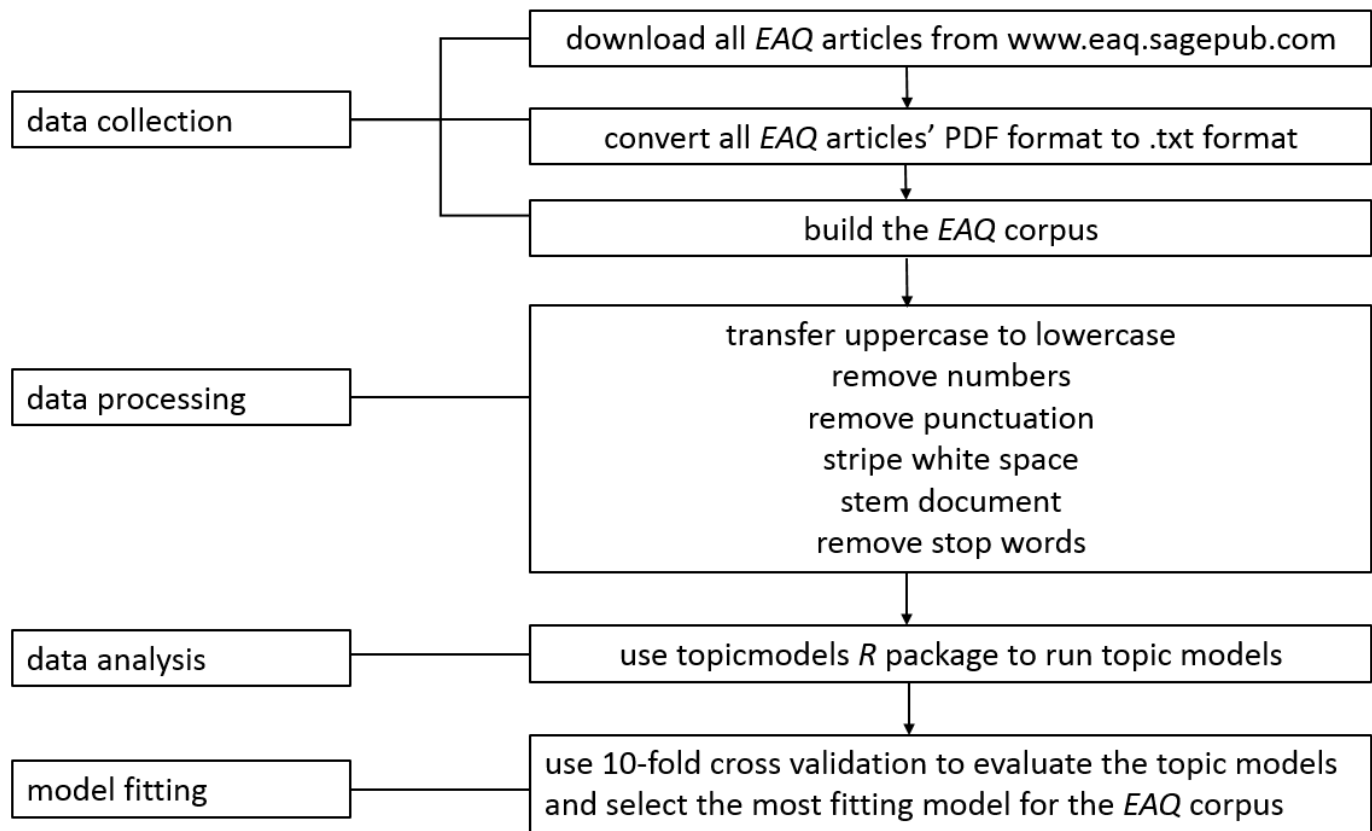 download all EAQ articles from www.eaq.sagepub.com
data collection
convert all EAQ articles’ PDF format to .txt format
build the EAQ corpus
transfer uppercase to lowercase
remove numbers
data processing
remove punctuation
stripe white space
stem document
remove stop words
data analysis
use topicmodels R package to run topic models
model fitting
use 10-fold cross validation to evaluate the topic models
and select the most fitting model for the EAQ corpus